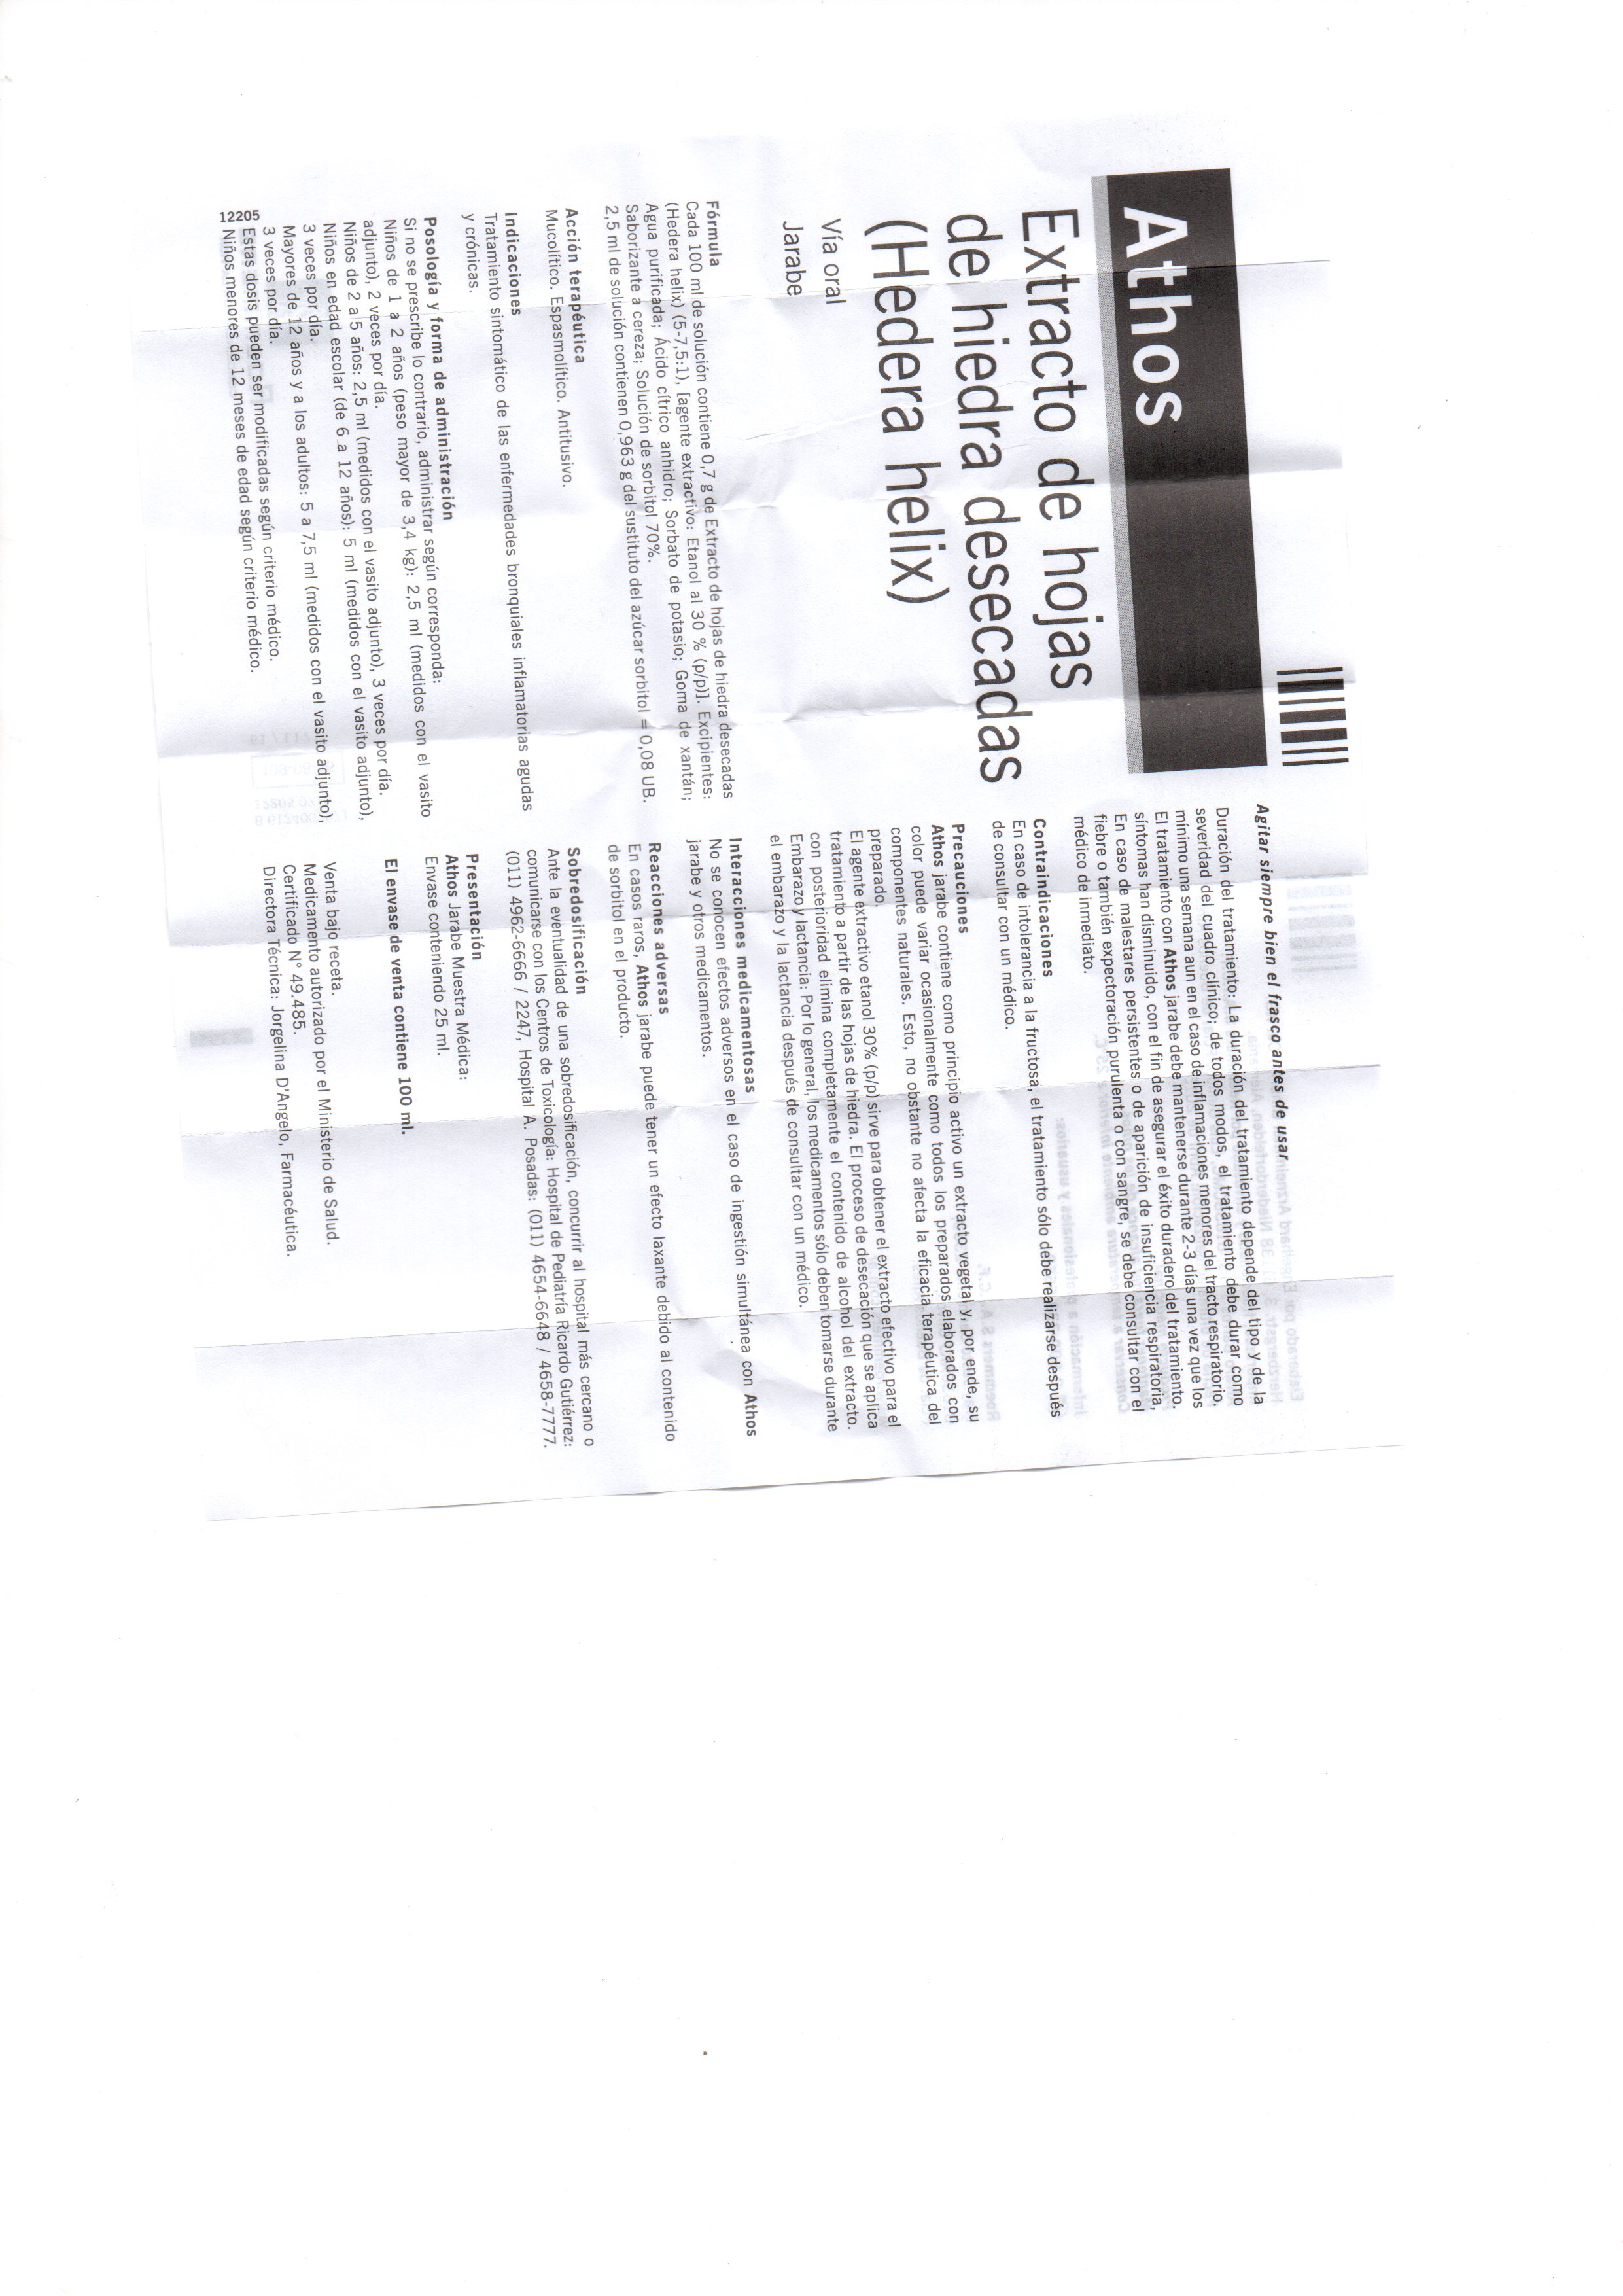 Athos
Extracto de hojas
de hiedra desecadas
(Hedera helix)
Vía oral
Jarabe
Fórmula
Cada 100 ml de solución contiene 0,7 g de Extracto de hojas de hiedra desecadas
(Hedera helix) (5-7,5:1), [agente extractivo: Etanol al 30 % (p/p)]. Excipientes:
Agua purificada; Ácido cítrico anhidro; Sorbato de potasio; Goma de xantán;
Saborizante a cereza; Solución de sorbitol 70%.
2,5 ml de solución contienen 0,963 g del sustituto del azúcar sorbitol = 0,08 UB.
Acción terapéutica
Mucolítico. Espasmolítico. Antitusivo.
Indicaciones
Tratamiento sintomático de las enfermedades bronquiales inflamatorias agudas
y crónicas.
Posología y forma de administración
Si no se prescribe lo contrario, administrar según corresponda:
Niños de 1 a 2 años (peso mayor de 3,4 kg): 2,5 ml (medidos con el vasito
adjunto), 2 veces por día.
Niños de 2 a 5 años: 2,5 ml (medidos con el vasito adjunto), 3 veces por día.
Niños en edad escolar (de 6 a 12 años): 5 ml (medidos con el vasito adjunto),
3 veces por día.
Mayores de 12 años y a los adultos: 5 a 7,5 ml (medidos con el vasito adjunto),
3 veces por día.
Estas dosis pueden ser modificadas según criterio médico.
Niños menores de 12 meses de edad según criterio médico.
12205
Agitar siempre bien el frasco antes de usar
Duración del tratamiento: La duración del tratamiento depende del tipo y de la
severidad del cuadro clínico; de todos modos, el tratamiento debe durar como
mínimo una semana aun en el caso de inflamaciones menores del tracto respiratorio.
El tratamiento con Athos jarabe debe mantenerse durante 2-3 días una vez que los
síntomas han disminuido, con el fin de asegurar el éxito duradero del tratamiento.
En caso de malestares persistentes o de aparición de insuficiencia respiratoria,
fiebre o también expectoración purulenta o con sangre, se debe consultar con el
médico de inmediato.
Contraindicaciones
En caso de intolerancia a la fructosa, el tratamiento sólo debe realizarse después
de consultar con un médico.
Precauciones
Athos jarabe contiene como principio activo un extracto vegetal y, por ende, su
color puede variar ocasionalmente como todos los preparados elaborados con
componentes naturales. Esto, no obstante no afecta la eficacia terapéutica del
preparado.
El agente extractivo etanol 30% (p/p) sirve para obtener el extracto efectivo para el
tratamiento a partir de las hojas de hiedra. El proceso de desecación que se aplica
con posterioridad elimina completamente el contenido de alcohol del extracto.
Embarazo y lactancia: Por lo general, los medicamentos sólo deben tomarse durante
el embarazo y la lactancia después de consultar con un médico.
Interacciones medicamentosas
No se conocen efectos adversos en el caso de ingestión simultánea con Athos
jarabe y otros medicamentos.
Reacciones adversas
En casos raros, Athos jarabe puede tener un efecto laxante debido al contenido
de sorbitol en el producto.
Sobredosificación
Ante la eventualidad de una sobredosificación, concurrir al hospital más cercano o
comunicarse con los Centros de Toxicología: Hospital de Pediatría Ricardo Gutiérrez:
(011) 4962-6666 / 2247, Hospital A. Posadas: (011) 4654-6648 / 4658-7777.
Presentación
Athos Jarabe Muestra Médica:
Envase conteniendo 25 ml.
El envase de venta contiene 100 ml.
Venta bajo receta.
Medicamento autorizado por el Ministerio de Salud.
Certificado N° 49.485.
Directora Técnica: Jorgelina D'Angelo, Farmacéutica.